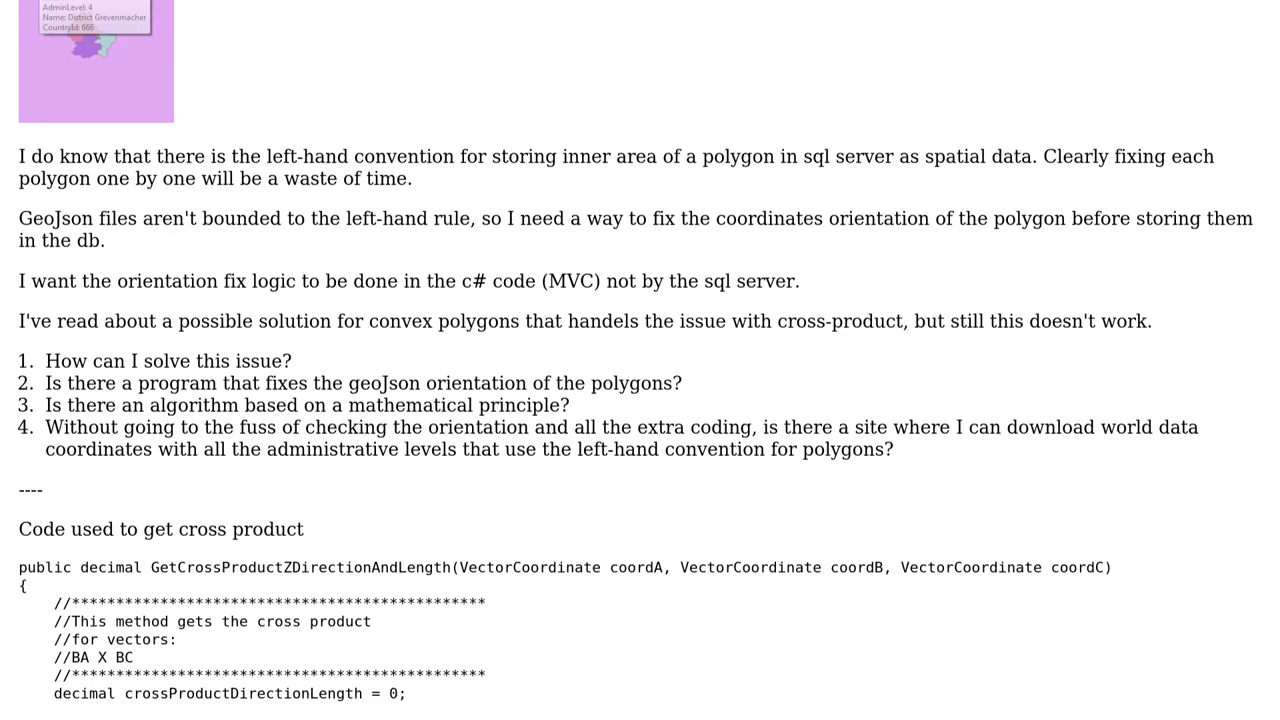 AdminLevel: 4
Name: District Grevenmacher
CountryId: 666
I do know that there is the left-hand convention for storing inner area of a polygon in sql server as spatial data. Clearly fixing each
polygon one by one will be a waste of time.
GeoJson files aren't bounded to the left-hand rule, so I need a way to fix the coordinates orientation of the polygon before storing them
in the db.
I want the orientation fix logic to be done in the c# code (MVC) not by the sql server.
I've read about a possible solution for convex polygons that handels the issue with cross-product, but still this doesn't work.
1. How can I solve this issue?
2. Is there a program that fixes the geoJson orientation of the polygons?
3. Is there an algorithm based on a mathematical principle?
4. Without going to the fuss of checking the orientation and all the extra coding, is there a site where I can download world data
coordinates with all the administrative levels that use the left-hand convention for polygons?
----
Code used to get cross product
public decimal GetCrossProductZDirectionAndLength(VectorCoordinate coordA, VectorCoordinate coordB, VectorCoordinate coordC)
{
//***********************************************
//This method gets the cross product
//for vectors:
//BA X BC
//***********************************************
decimal crossProductDirectionLength = 0;